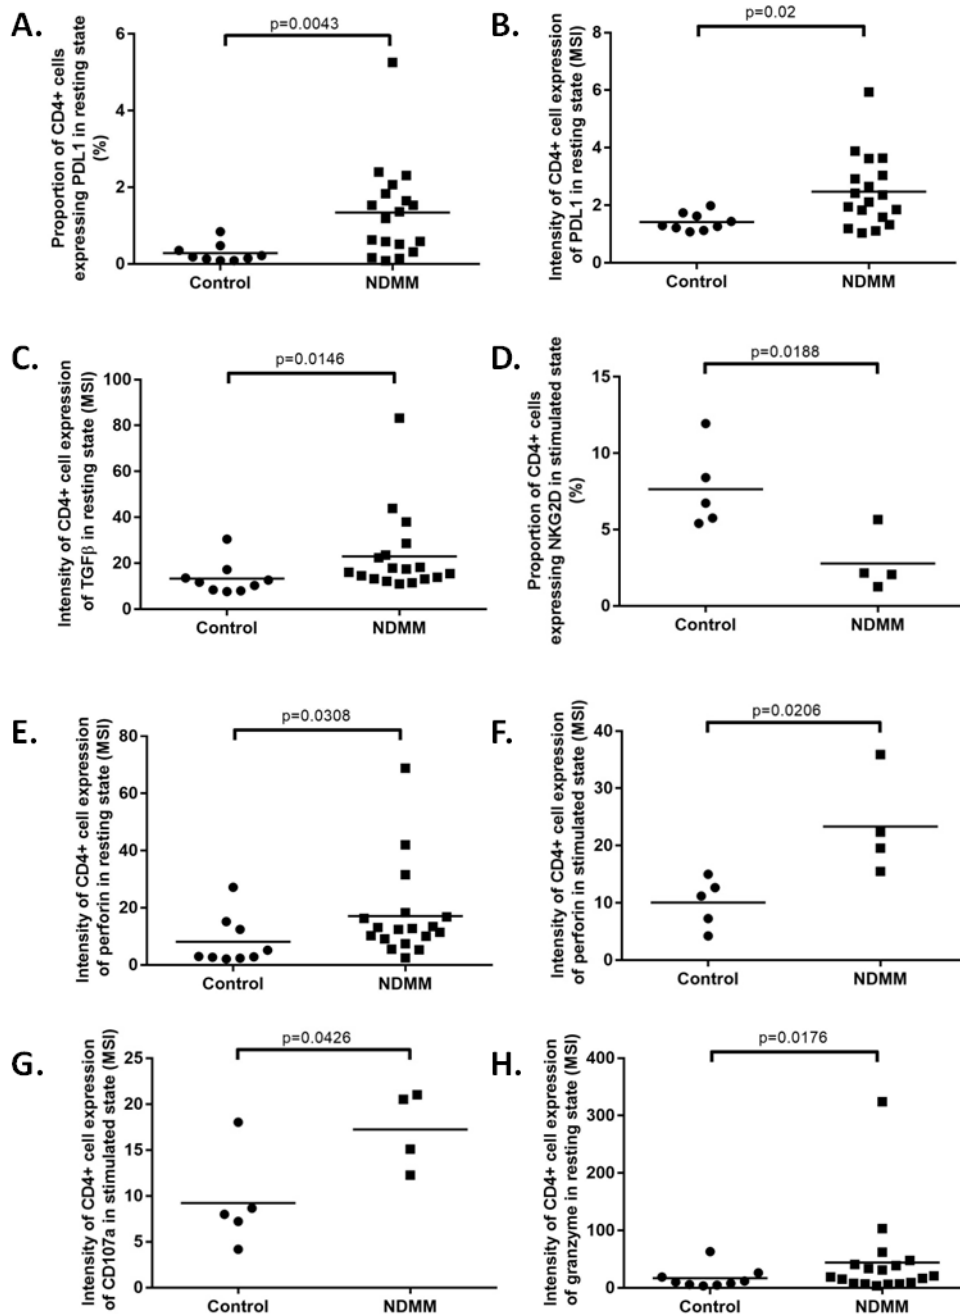 A.
p=0.0043
Proportion of CD4+ cells
expressing PDL1 in resting state
(%)
6
4
2
0
Control
NDMM
B.
p=0.02
Intensity of CD4+ cell expression
of PDL1 in resting state (MSI)
8
6
4
2
0
Control
NDMM
C.
p=0.0146
Intensity of CD4+ cell expression
of TGFβ in resting state (MSI)
100
80
60
40
20
0
Control
NDMM
D.
p=0.0188
Proportion of CD4+ cells
expressing NKG2D in stimulated state
(%)
15
10
5
0
Control
NDMM
E.
p=0.0308
Intensity of CD4+ cell expression
of perforin in resting state (MSI)
80
60
40
20
0
Control
NDMM
F.
p=0.0206
Intensity of CD4+ cell expression
of perforin in stimulated state (MSI)
40
30
20
10
0
Control
NDMM
G.
p=0.0426
Intensity of CD4+ cell expression
of CD107a in stimulated state (MSI)
25
20
15
10
5
0
Control
NDMM
H.
p=0.0176
Intensity of CD4+ cell expression
of granzyme in resting state (MSI)
400
300
200
100
0
Control
NDMM